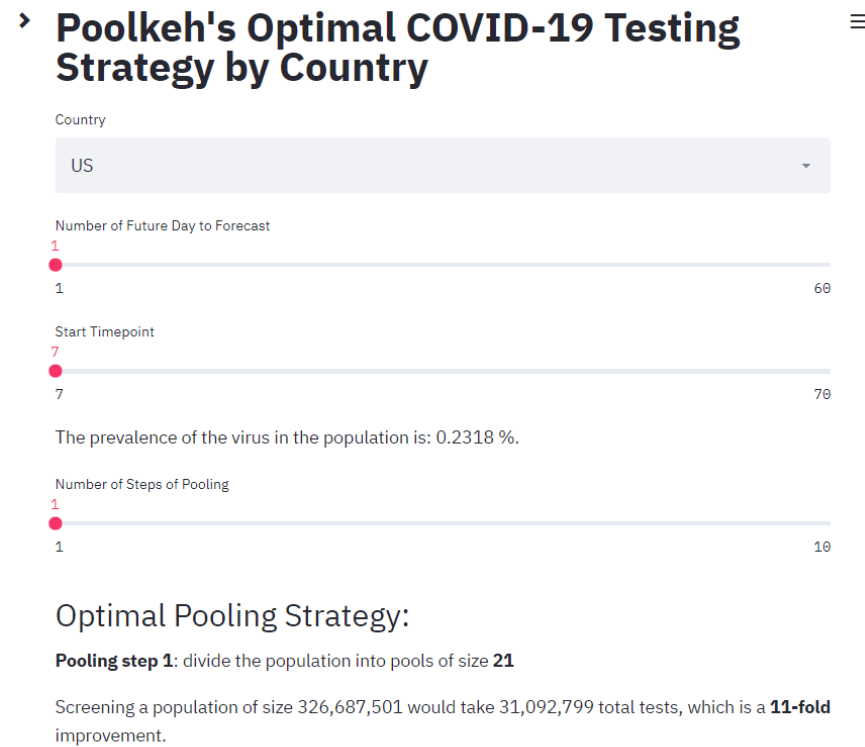 Poolkeh's Optimal COVID-19 Testing
Strategy by Country
Country
US
Number of Future Day to Forecast
1
1
60
Start Timepoint
7
7
70
The prevalence of the virus in the population is: 0.2318 %.
Number of Steps of Pooling
1
1
10
Optimal Pooling Strategy:
Pooling step 1: divide the population into pools of size 21
Screening a population of size 326,687,501 would take 31,092,799 total tests, which is a 11-fold
improvement.